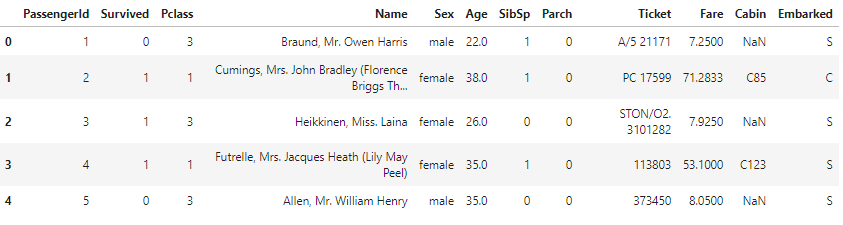 PassengerId Survived Pclass Name Sex Age SibSp Parch Ticket Fare Cabin Embarked
0 1 0 3 Braund, Mr. Owen Harris male 22.0 1 0 A/5 21171 7.2500 NaN S
1 2 1 1 Cumings, Mrs. John Bradley (Florence Briggs Th... female 38.0 1 0 PC 17599 71.2833 C85 C
2 3 1 3 Heikkinen, Miss. Laina female 26.0 0 0 STON/O2. 3101282 7.9250 NaN S
3 4 1 1 Futrelle, Mrs. Jacques Heath (Lily May Peel) female 35.0 1 0 113803 53.1000 C123 S
4 5 0 3 Allen, Mr. William Henry male 35.0 0 0 373450 8.0500 NaN S